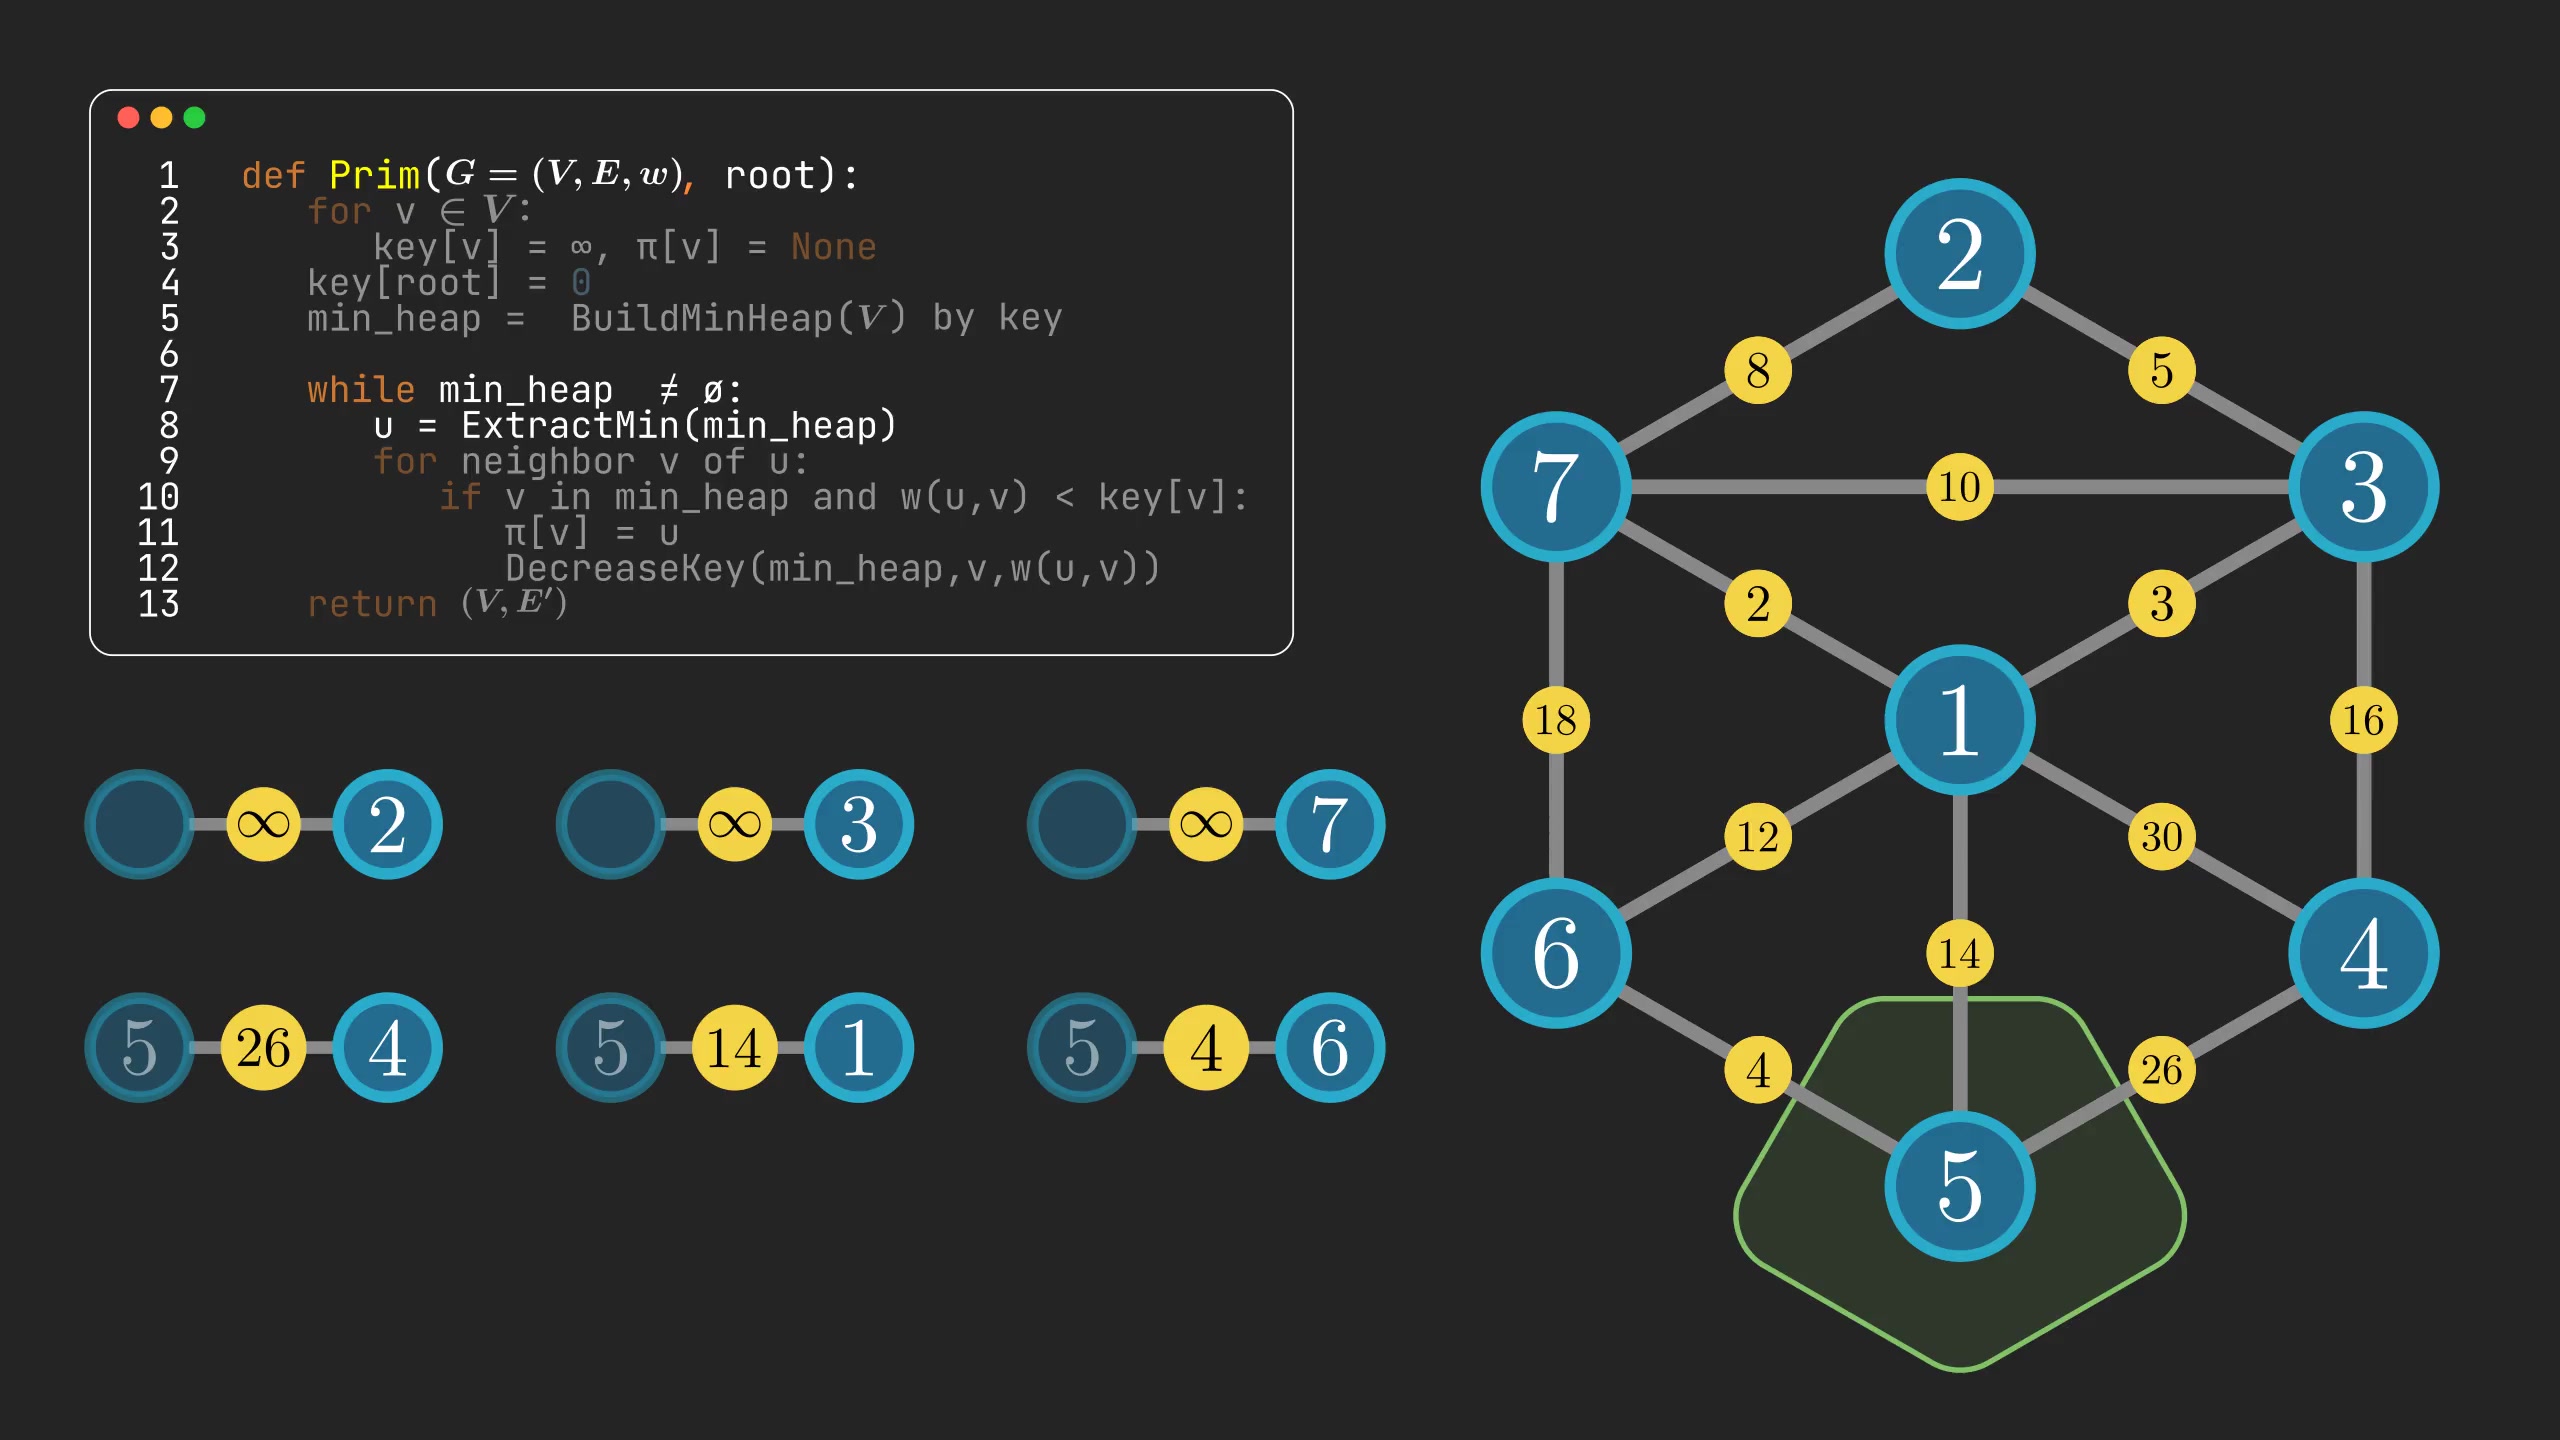 1 def Prim(G = (V, E, w), root):
2 for v ∈ V:
3 key[v] = ∞, π[v] = None
4 key[root] = 0
5 min_heap = BuildMinHeap(V) by key
6
7 while min_heap ≠ ø:
8 u = ExtractMin(min_heap)
9 for neighbor v of u:
10 if v in min_heap and w(u,v) < key[v]:
11 π[v] = u
12 DecreaseKey(min_heap,v,w(u,v))
13 return (V, E′)
∞ 2 ∞ 3 ∞ 7
5 26 4 5 14 1 5 4 6
2
8 5
7 10 3
2 3
18 1 16
12 30
6 14 4
4 26
5